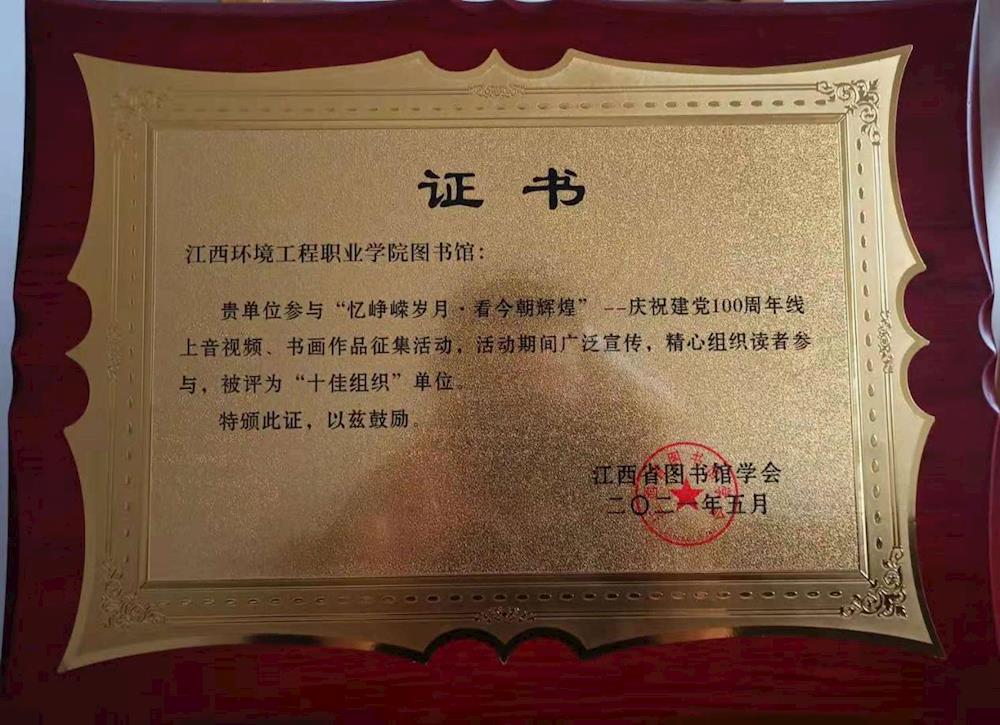 证 书
江西环境工程职业学院图书馆：
贵单位参与“忆峥嵘岁月·看今朝辉煌”--庆祝建党100周年线
上音视频、书画作品征集活动，活动期间广泛宣传，精心组织读者参
与，被评为“十佳组织”单位。
特颁此证，以兹鼓励。
江西省图书馆学会
二〇二一年五月